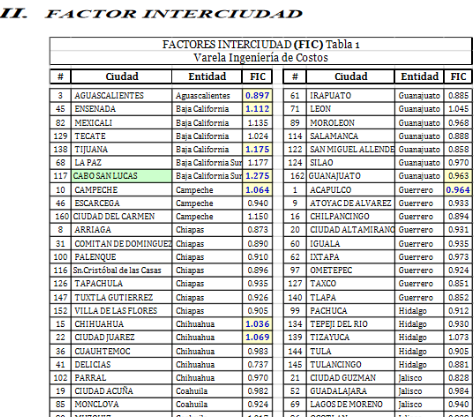 II. FACTOR INTERCIUDAD
FACTORES INTERCIUDAD (FIC) Tabla 1
Varela Ingeniería de Costos
# Ciudad Entidad FIC # Ciudad Entidad FIC
3 AGUASCALIENTES Aguascalientes 0.897 61 IRAPUATO Guanajuato 0.885
45 ENSENADA Baja California 1.112 71 LEON Guanajuato 1.045
82 MEXICALI Baja California 1.135 89 MOROLEON Guanajuato 0.968
129 TECATE Baja California 1.024 114 SALAMANCA Guanajuato 0.888
138 TIJUANA Baja California 1.175 122 SAN MIGUEL ALLENDE Guanajuato 0.858
68 LA PAZ Baja California Sur 1.177 124 SILAO Guanajuato 0.970
117 CABO SAN LUCAS Baja California Sur 1.275 162 GUANAJUATO Guanajuato 0.963
10 CAMPECHE Campeche 1.064 1 ACAPULCO Guerrero 0.964
46 ESCARCEGA Campeche 0.940 9 ATOYAC DE ALVAREZ Guerrero 0.933
160 CIUDAD DEL CARMEN Campeche 1.150 16 CHILPANCINGO Guerrero 0.894
8 ARRIAGA Chiapas 0.873 20 CIUDAD ALTAMIRANO Guerrero 0.931
31 COMITAN DE DOMINGUEZ Chiapas 0.890 60 IGUALA Guerrero 0.935
100 PALENQUE Chiapas 0.910 62 IXTAPA Guerrero 0.973
116 Sn.Cristóbal de las Casas Chiapas 0.896 97 OMETEPEC Guerrero 0.924
126 TAPACHULA Chiapas 0.935 127 TAXCO Guerrero 0.851
147 TUXTLA GUTIERREZ Chiapas 0.926 140 TLAPA Guerrero 0.852
152 VILLA DE LAS FLORES Chiapas 0.905 99 PACHUCA Hidalgo 0.912
15 CHIHUAHUA Chihuahua 1.036 134 TEPEJI DEL RIO Hidalgo 0.930
22 CIUDAD JUAREZ Chihuahua 1.069 139 TIZAYUCA Hidalgo 1.073
36 CUAUHTEMOC Chihuahua 0.983 144 TULA Hidalgo 0.905
41 DELICIAS Chihuahua 0.737 145 TULANCINGO Hidalgo 0.881
102 PARRAL Chihuahua 0.970 21 CIUDAD GUZMAN Jalisco 0.828
19 CIUDAD ACUÑA Coahuila 0.982 52 GUADALAJARA Jalisco 0.984
85 MONCLOVA Coahuila 0.924 69 LAGOS DE MORENO Jalisco 0.940